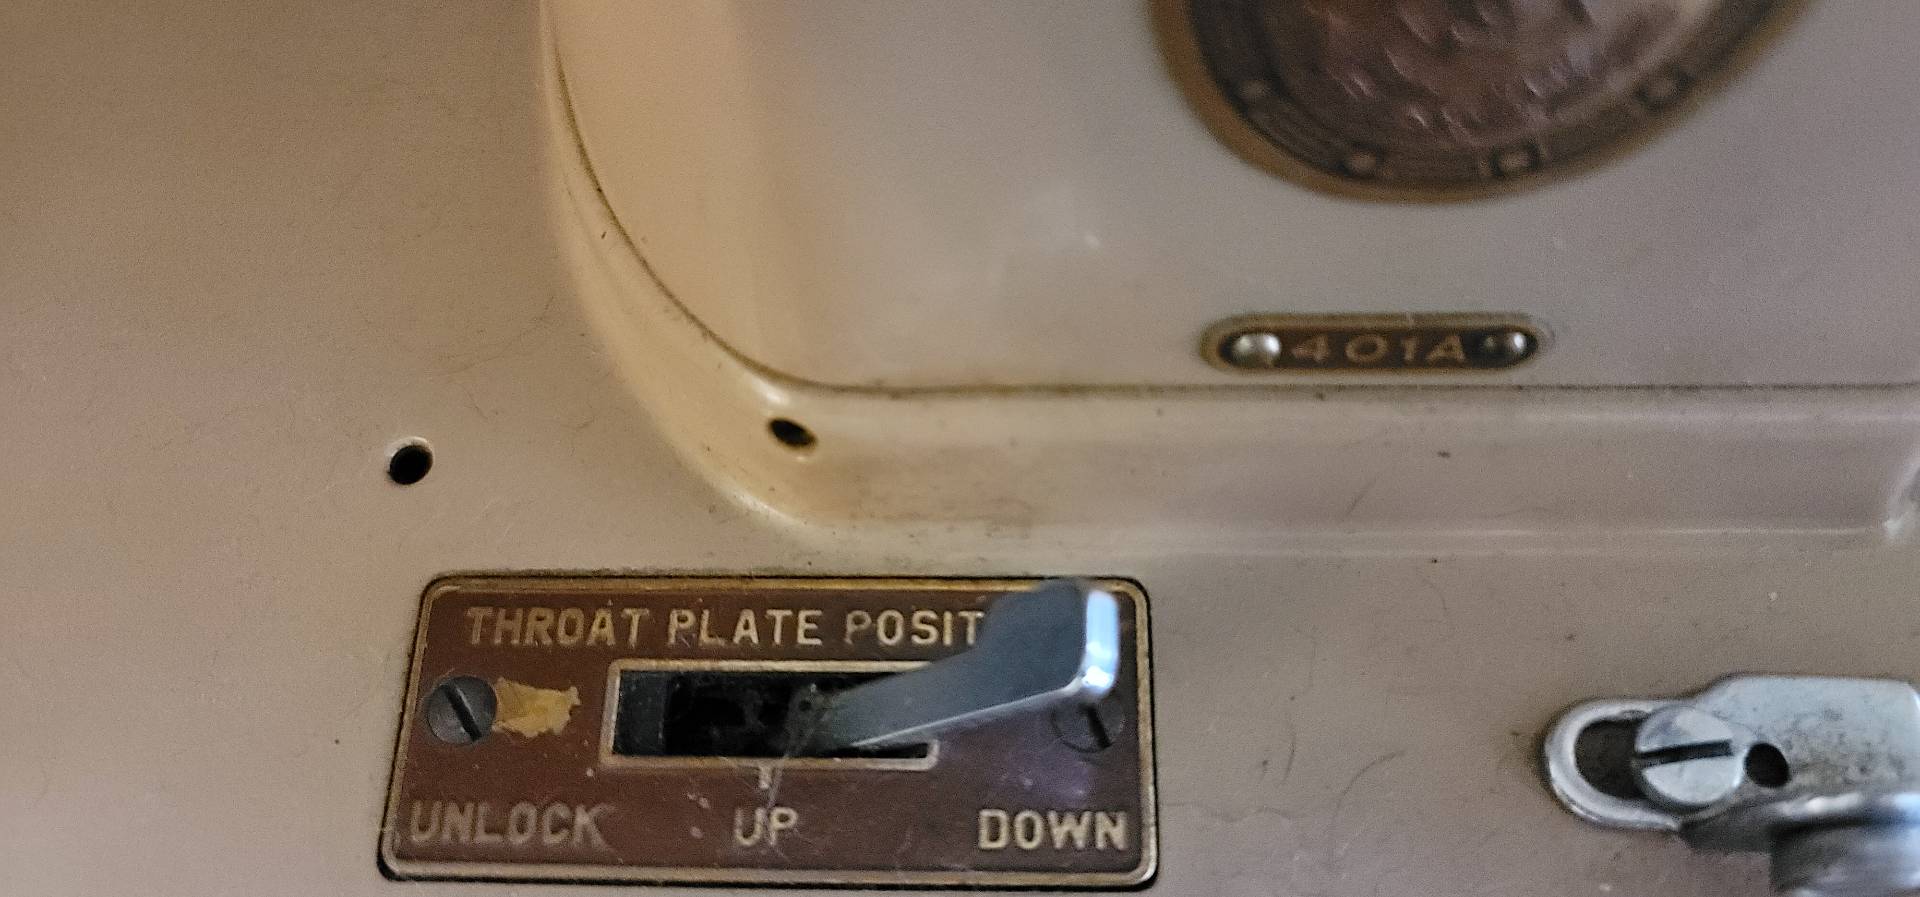 401A
THROAT PLATE POSIT
UNLOCK UP DOWN